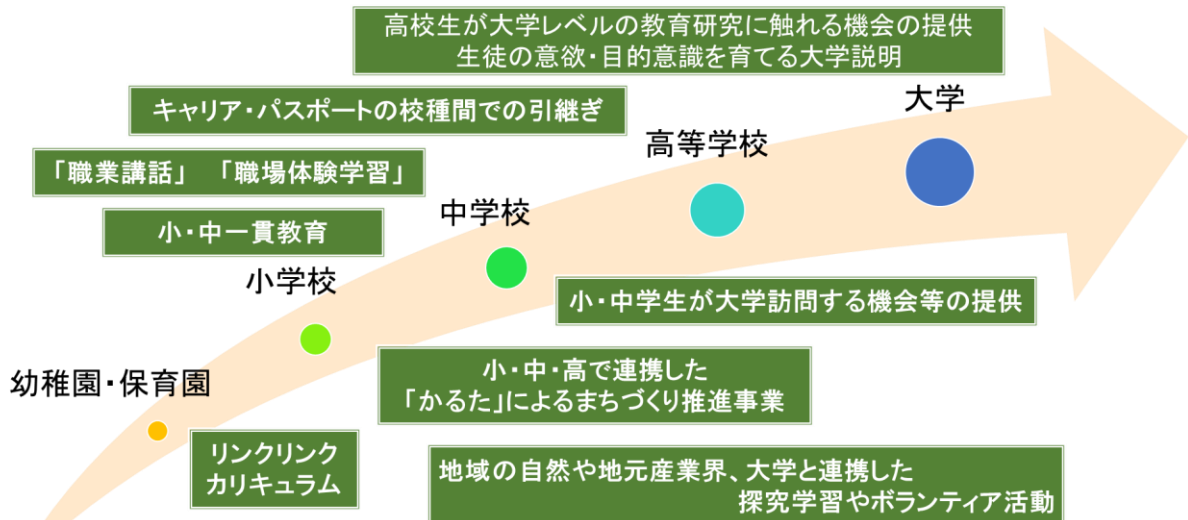 高校生が大学レベルの教育研究に触れる機会の提供
生徒の意欲・目的意識を育てる大学説明
大学
キャリア・パスポートの校種間での引継ぎ
高等学校
「職業講話」　「職場体験学習」
中学校
小・中一貫教育
小学校
小・中学生が大学訪問する機会等の提供
幼稚園・保育園
小・中・高で連携した
「かるた」によるまちづくり推進事業
リンクリンク
カリキュラム
地域の自然や地元産業界、大学と連携した
探究学習やボランティア活動